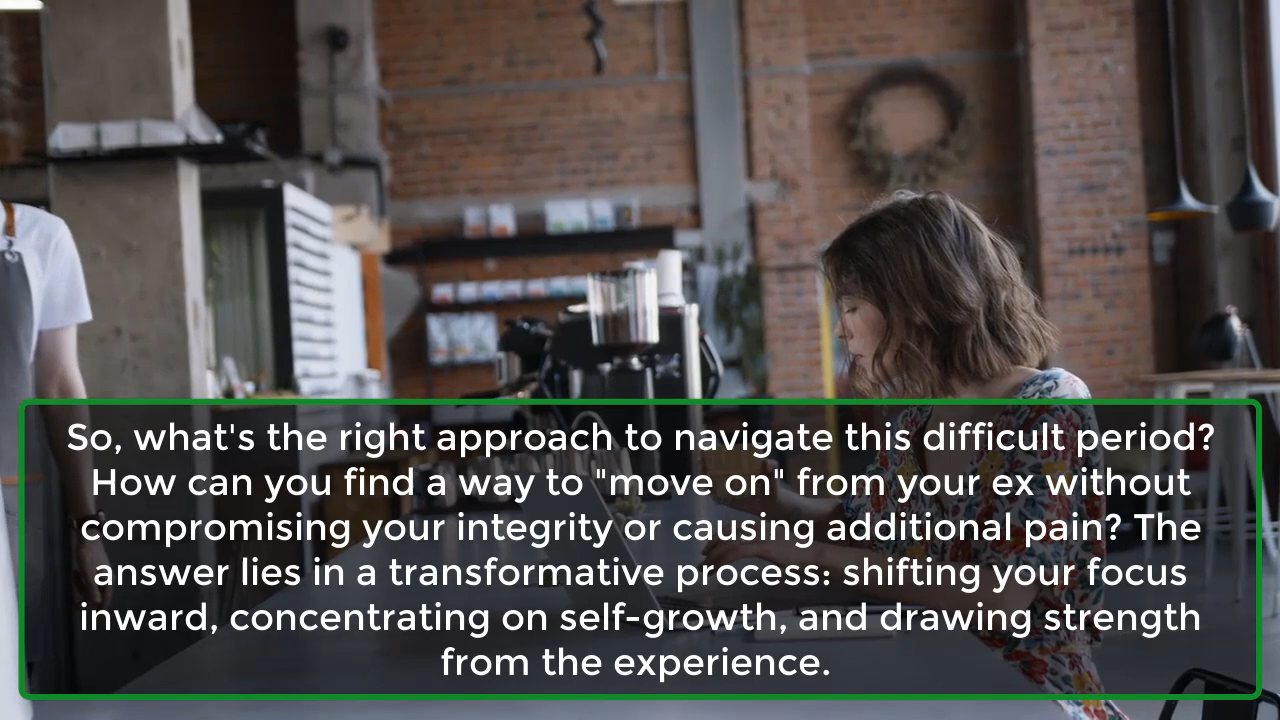 So, what's the right approach to navigate this difficult period?
How can you find a way to "move on" from your ex without
compromising your integrity or causing additional pain? The
answer lies in a transformative process: shifting your focus
inward, concentrating on self-growth, and drawing strength
from the experience.